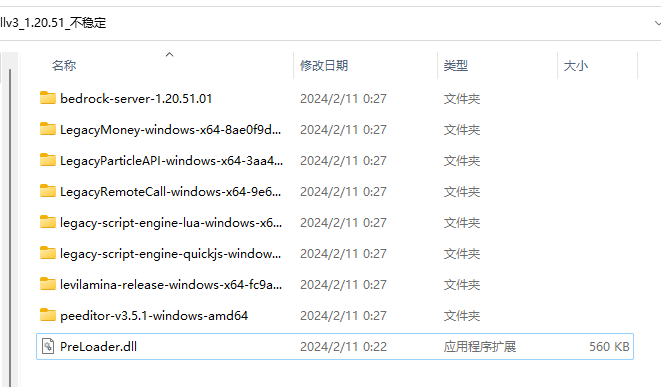 llv3_1.20.51_不稳定
名称 修改日期 类型 大小
bedrock-server-1.20.51.01 2024/2/11 0:27 文件夹
LegacyMoney-windows-x64-8ae0f9d... 2024/2/11 0:27 文件夹
LegacyParticleAPI-windows-x64-3aa4... 2024/2/11 0:27 文件夹
LegacyRemoteCall-windows-x64-9e6... 2024/2/11 0:27 文件夹
legacy-script-engine-lua-windows-x6... 2024/2/11 0:27 文件夹
legacy-script-engine-quickjs-window... 2024/2/11 0:27 文件夹
levilamina-release-windows-x64-fc9a... 2024/2/11 0:27 文件夹
peeditor-v3.5.1-windows-amd64 2024/2/11 0:27 文件夹
PreLoader.dll 2024/2/11 0:22 应用程序扩展 560 KB